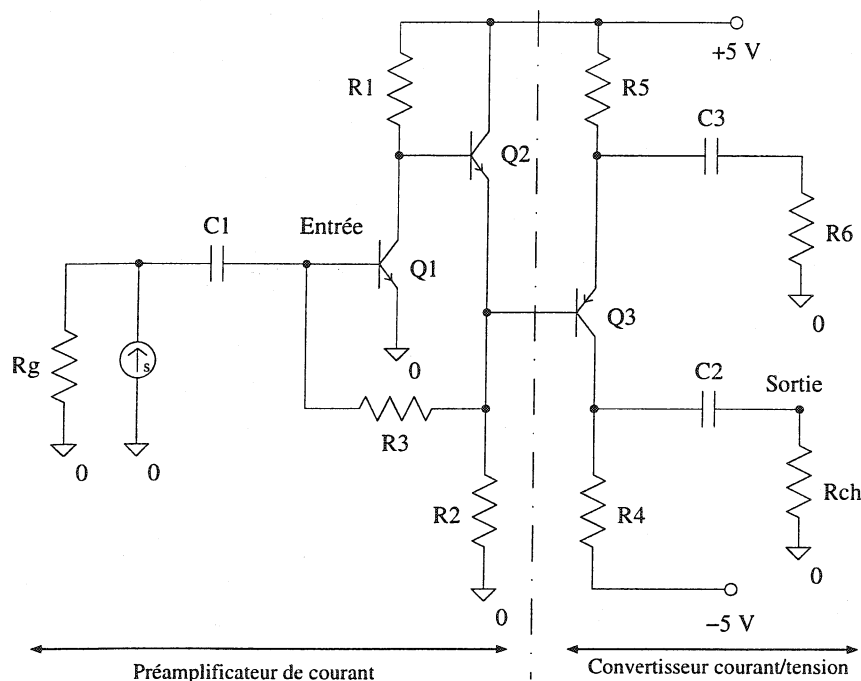 +5 V
R1
R5
C3
Q2
C1
Entrée
Q1
R6
Q3
0
Rg
s
0
C2
Sortie
R3
0
0
R2
R4
Rch
0
0
−5 V
Préamplificateur de courant
Convertisseur courant/tension